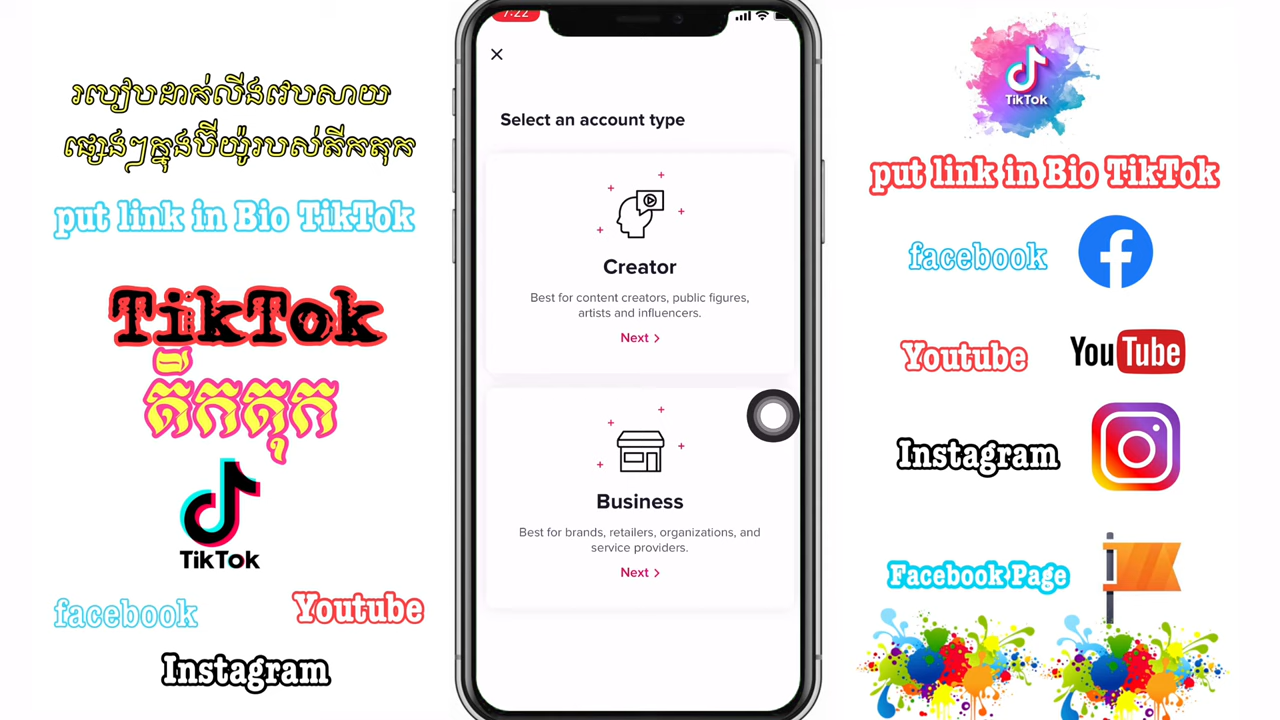 របៀបដាក់លីងវេបសាយ
ផ្សេងៗក្នុងប៊ីយ៉ូរបស់តីកតុក
put link in Bio TikTok
TikTok
តីកតុក
TikTok
facebook
Youtube
Instagram
7:22
Select an account type
Creator
Best for content creators, public figures,
artists and influencers.
Next >
Business
Best for brands, retailers, organizations, and
service providers.
Next >
TikTok
put link in Bio TikTok
facebook
Youtube
YouTube
Instagram
Facebook Page